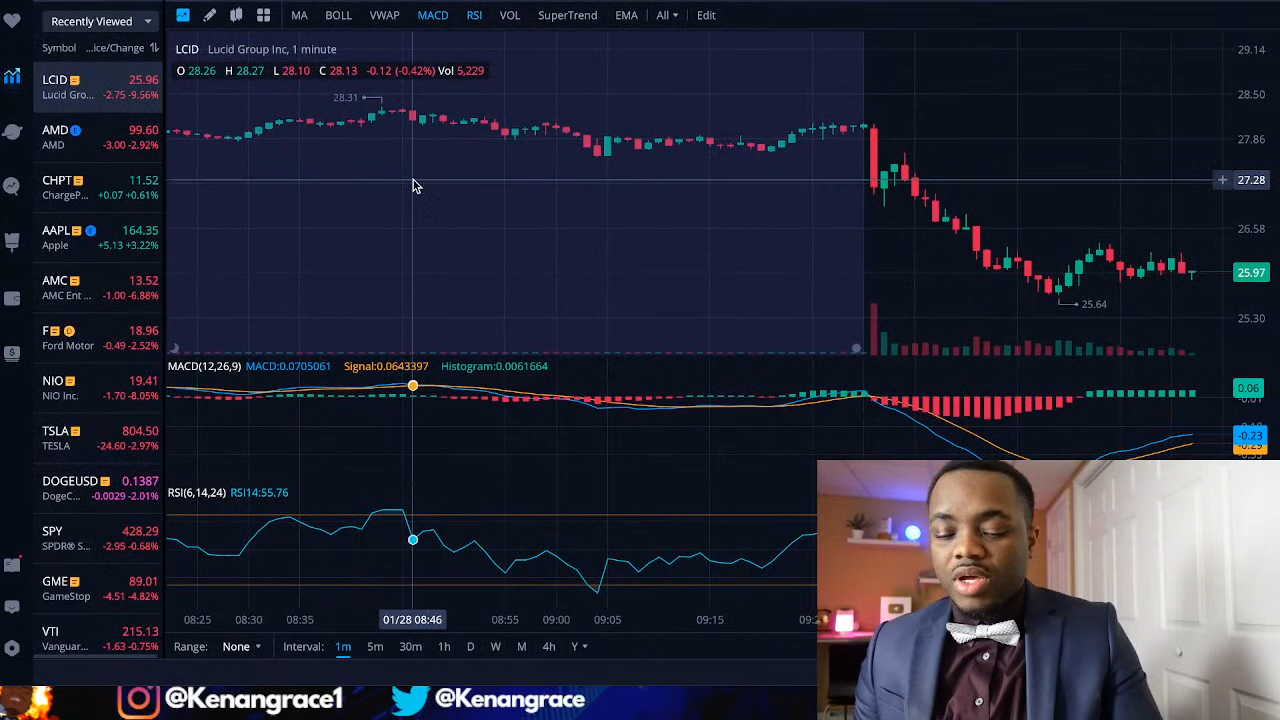 Recently Viewed
MA BOLL VWAP MACD RSI VOL SuperTrend EMA All Edit
Symbol ...ice/Change
LCID 25.96
Lucid Gro... -2.75 -9.56%
AMD E 99.60
AMD -3.00 -2.92%
CHPT 11.52
ChargeP... +0.07 +0.61%
AAPL E 164.35
Apple +5.13 +3.22%
AMC 13.52
AMC Ent ... -1.00 -6.88%
F D 18.96
Ford Motor -0.49 -2.52%
NIO 19.41
NIO Inc. -1.70 -8.05%
TSLA 804.50
TESLA -24.60 -2.97%
DOGEUSD 0.1387
DogeC... -0.0029 -2.01%
SPY 428.29
SPDR® S... -2.95 -0.68%
GME 89.01
GameStop -4.51 -4.82%
VTI 215.13
Vanguar... -1.63 -0.75%
LCID Lucid Group Inc, 1 minute
O 28.26 H 28.27 L 28.10 C 28.13 -0.12 (-0.42%) Vol 5,229
28.31
25.64
29.14
28.50
27.86
27.28
26.58
25.97
25.30
MACD(12,26,9) MACD:0.0705061 Signal:0.0643397 Histogram:0.0061664
0.06
-0.23
RSI(6,14,24) RSI14:55.76
08:25 08:30 08:35 01/28 08:46 08:55 09:00 09:05 09:15
Range: None Interval: 1m 5m 30m 1h D W M 4h Y
@Kenangrace1 @Kenangrace